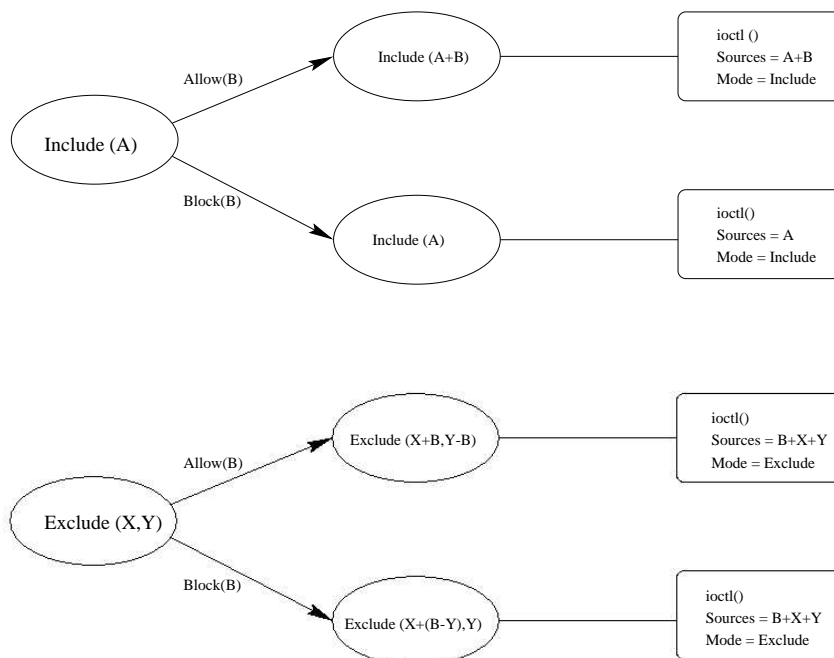 ioctl ()
Include (A+B)
Sources = A+B
Allow(B)
Mode = Include
Include (A)
Block(B)
ioctl()
Include (A)
Sources = A
Mode = Include
ioctl()
Exclude (X+B,Y-B)
Sources = B+X+Y
Allow(B)
Mode = Exclude
Exclude (X,Y)
Block(B)
ioctl()
Exclude (X+(B-Y),Y)
Sources = B+X+Y
Mode = Exclude